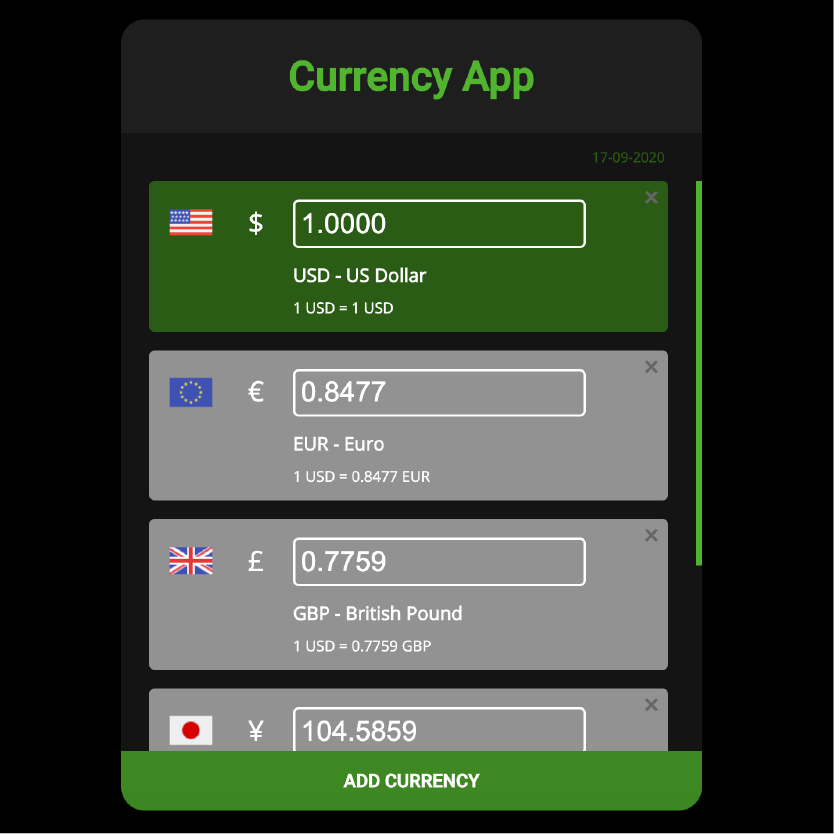 Currency App
17-09-2020
×
$ 1.0000
USD - US Dollar
1 USD = 1 USD
×
€ 0.8477
EUR - Euro
1 USD = 0.8477 EUR
×
£ 0.7759
GBP - British Pound
1 USD = 0.7759 GBP
×
¥ 104.5859
ADD CURRENCY